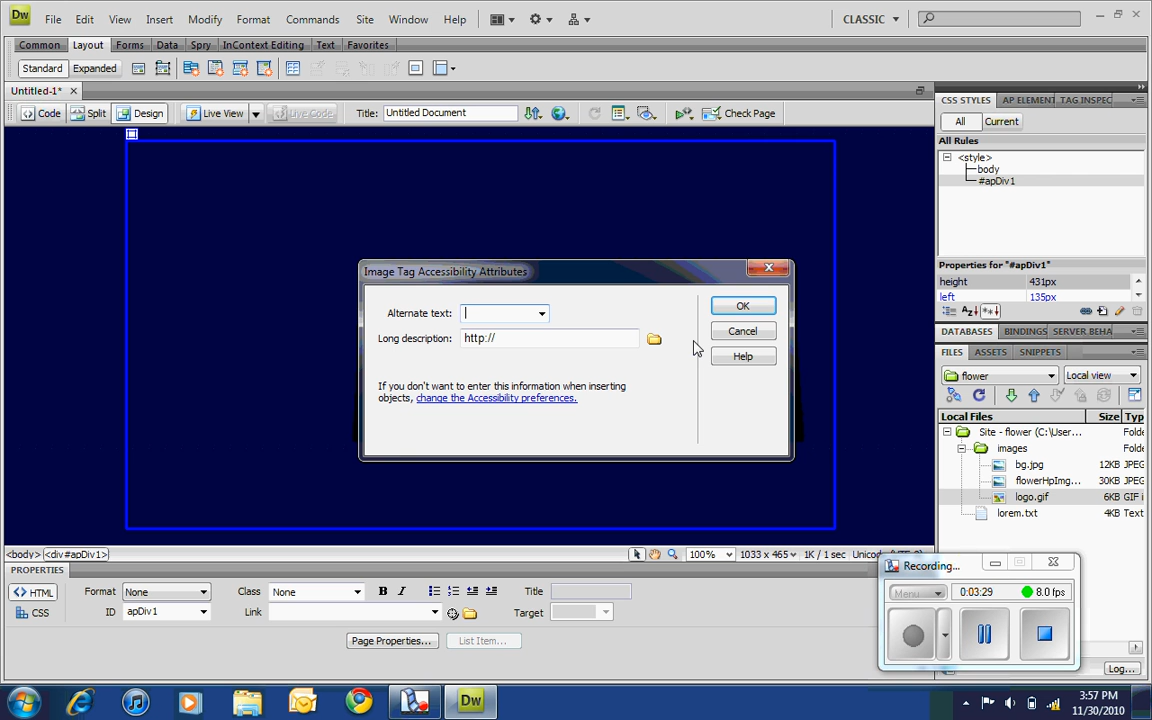 Dw File Edit View Insert Modify Format Commands Site Window Help CLASSIC
Common Layout Forms Data Spry InContext Editing Text Favorites
Standard Expanded
Untitled-1*
Code Split Design Live View Live Code Title: Untitled Document Check Page
CSS STYLES AP ELEMENT TAG INSPEC
All Current
All Rules
<style>
body
#apDiv1
Properties for "#apDiv1"
height 431px
left 135px
DATABASES BINDINGS SERVER BEHA
FILES ASSETS SNIPPETS
flower Local view
Local Files Size Typ
Site - flower (C:\User... Folde
images Folde
bg.jpg 12KB JPEG
flowerHpImg... 30KB JPEG
logo.gif 6KB GIF i
lorem.txt 4KB Text
Image Tag Accessibility Attributes
Alternate text:
Long description: http://
If you don't want to enter this information when inserting
objects, change the Accessibility preferences.
OK
Cancel
Help
<body> <div#apDiv1> 100% 1033 x 465 1K / 1 sec
PROPERTIES
HTML Format None Class None B I Title
CSS ID apDiv1 Link Target
Page Properties... List Item...
Recording...
Menu 0:03:29 8.0 fps
Log...
Dw
3:57 PM
11/30/2010